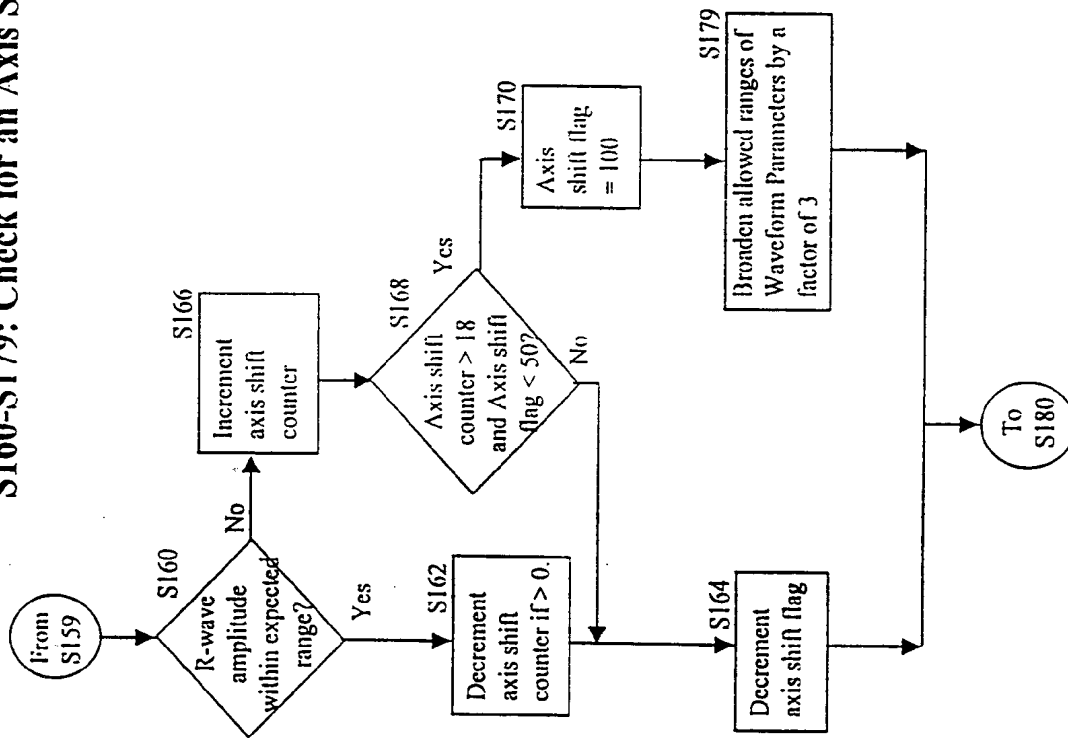 S160-S179: Check for an Axis S
From
S159
S160
R-wave
amplitude
within expected
range?
No
Yes
S166
Increment
axis shift
counter
S168
Axis shift
counter > 18
and Axis shift
flag < 50?
Yes
No
S170
Axis
shift flag
= 100
S179
Broaden allowed ranges of
Waveform Parameters by a
factor of 3
S162
Decrement
axis shift
counter if > 0.
S164
Decrement
axis shift flag
To
S180